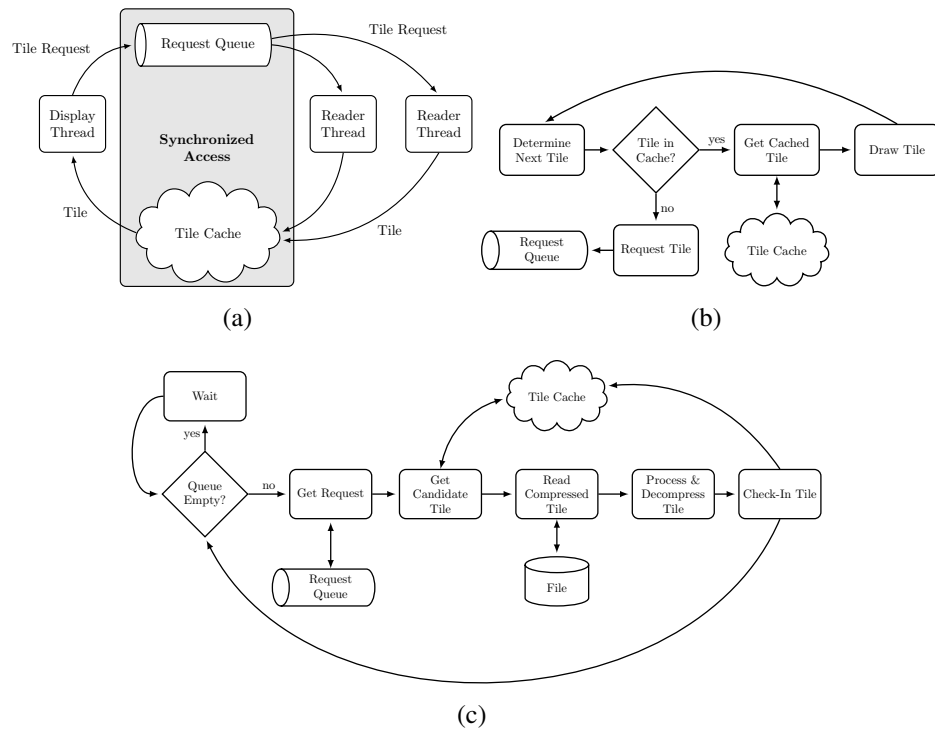 Tile Request
Request Queue
Tile Request
Display
Thread
Reader
Thread
Reader
Thread
Synchronized
Access
Tile
Tile Cache
Tile
(a)
Determine
Next Tile
Tile in
Cache?
yes
Get Cached
Tile
Draw Tile
no
Request
Queue
Request Tile
Tile Cache
(b)
Wait
yes
Queue
Empty?
no
Get Request
Request
Queue
Get
Candidate
Tile
Tile Cache
Read
Compressed
Tile
File
Process &
Decompress
Tile
Check-In Tile
(c)